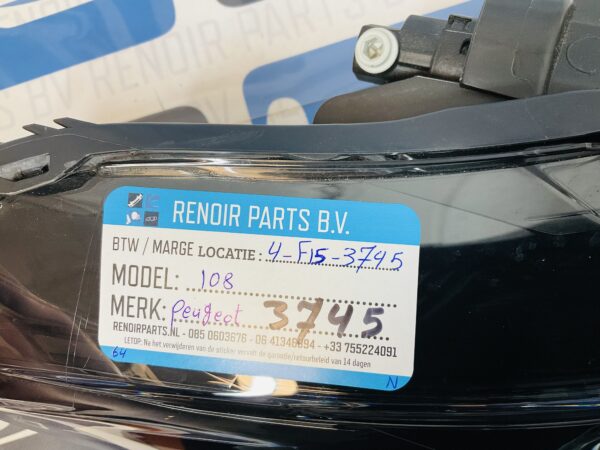 RENOIR PARTS B.V.
BTW / MARGE LOCATIE : 4-F15-3745
MODEL: 108
MERK: Peugeot 3745
RENOIRPARTS.NL - 085 0603676 - 06 41346894 - +33 755224091
LETOP: Na het verwijderen van de sticker vervalt de garantie/retourbeleid van 14 dagen
64 N